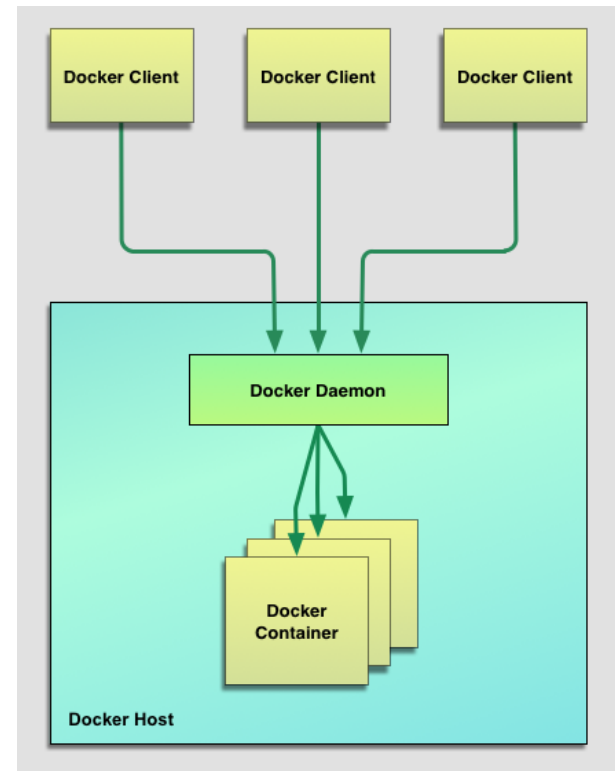 Docker Client
Docker Client
Docker Client
Docker Daemon
Docker
Container
Docker Host